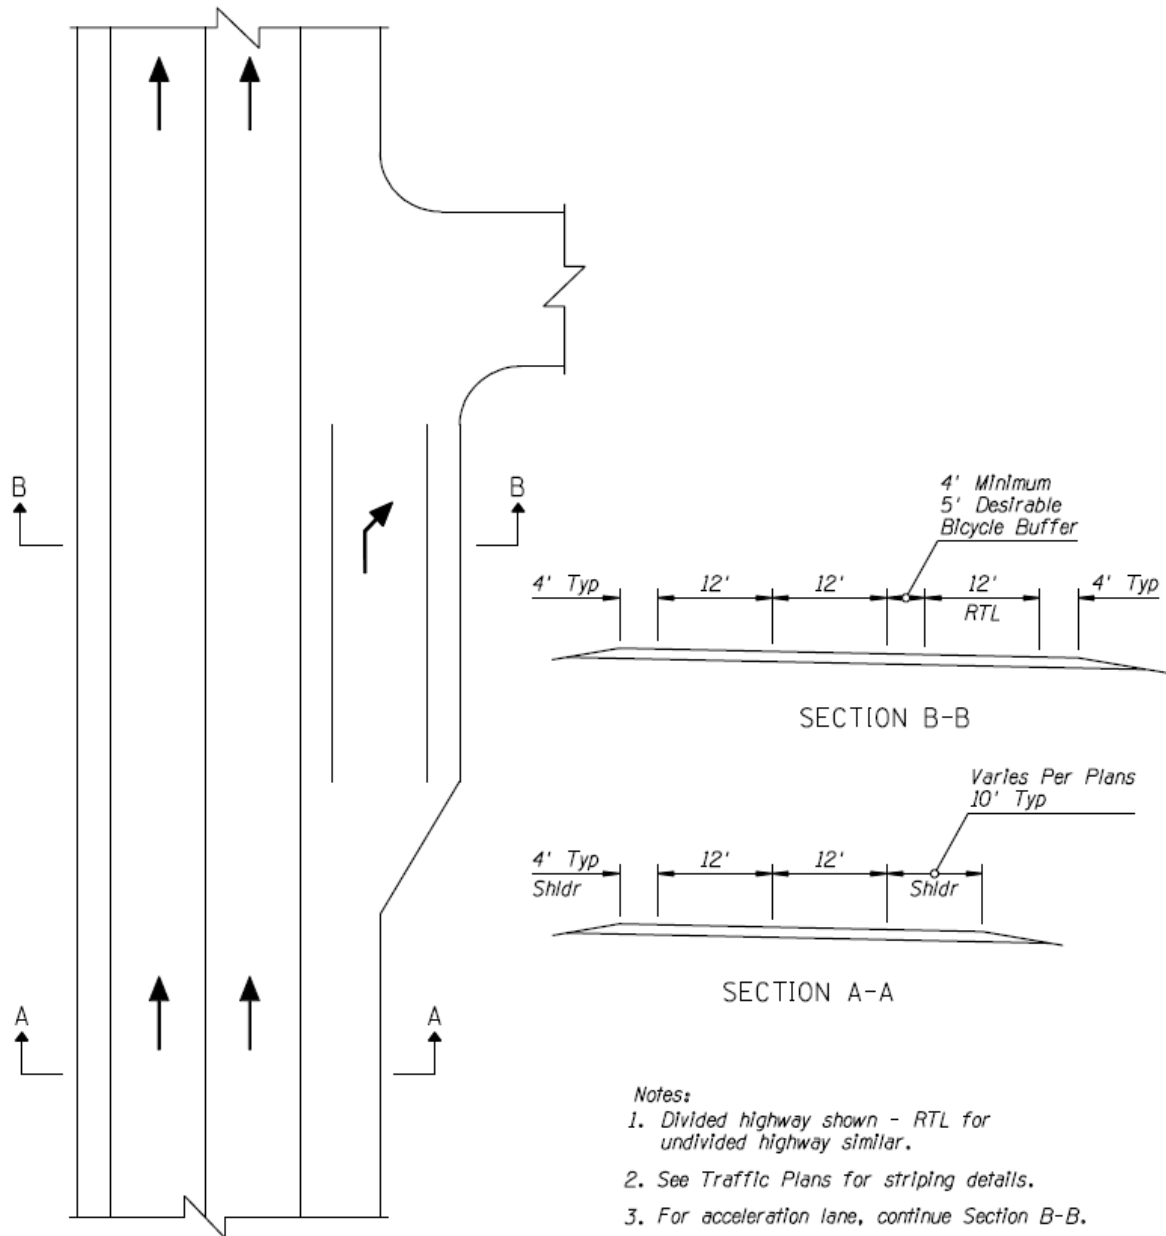 B
B
4' Minimum
5' Desirable
Bicycle Buffer
4' Typ 12' 12' 12' 4' Typ
RTL
SECTION B-B
Varies Per Plans
10' Typ
4' Typ 12' 12'
Shldr Shldr
SECTION A-A
A
A
Notes:
1. Divided highway shown - RTL for
undivided highway similar.
2. See Traffic Plans for striping details.
3. For acceleration lane, continue Section B-B.